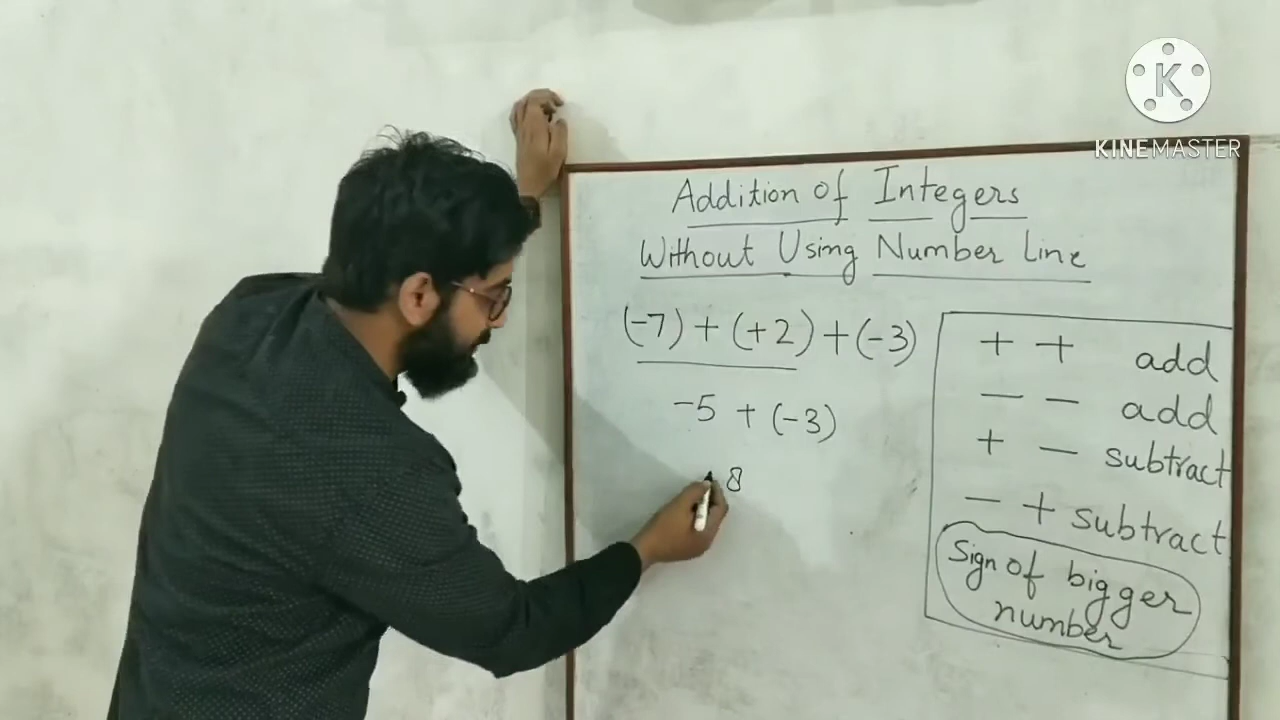 K
KINEMASTER
Addition of Integers
Without Using Number Line
(-7) + (+2) + (-3)
-5 + (-3)
8
+ + add
- - add
+ - subtract
- + subtract
Sign of bigger
number